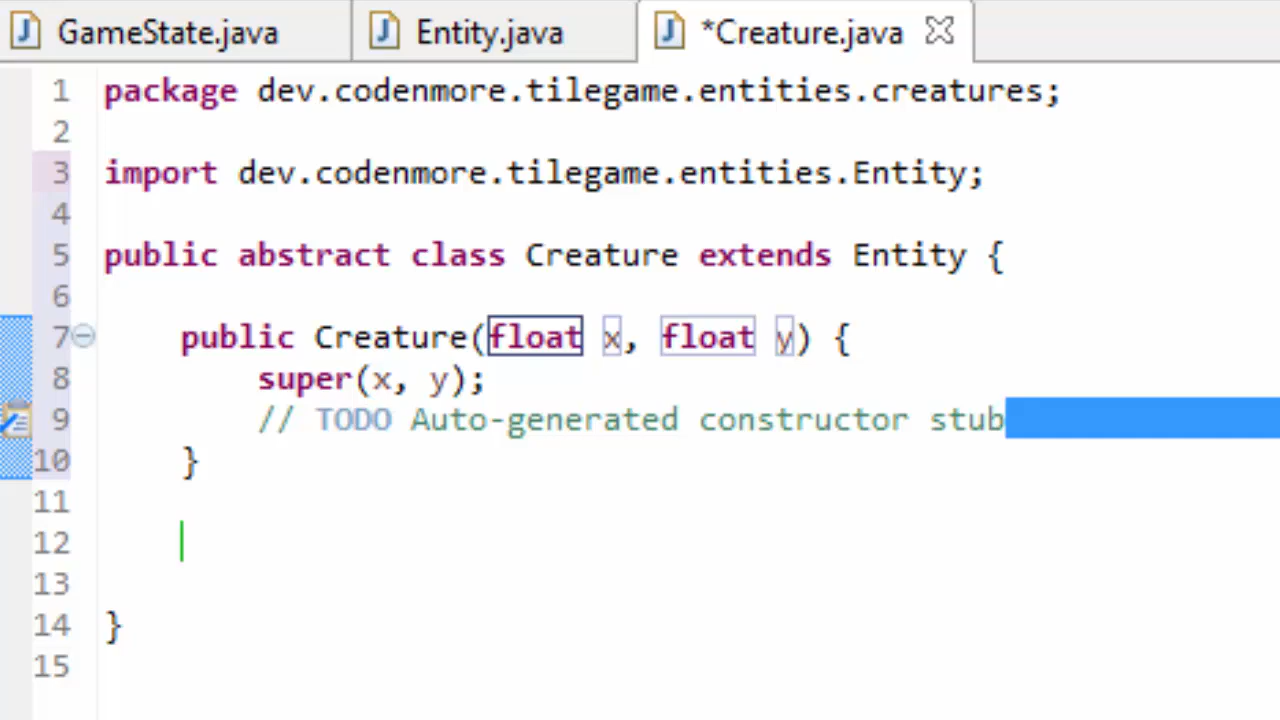 GameState.java Entity.java *Creature.java
1 package dev.codenmore.tilegame.entities.creatures;
2
3 import dev.codenmore.tilegame.entities.Entity;
4
5 public abstract class Creature extends Entity {
6
7 public Creature(float x, float y) {
8 super(x, y);
9 // TODO Auto-generated constructor stub
10 }
11
12
13
14 }
15